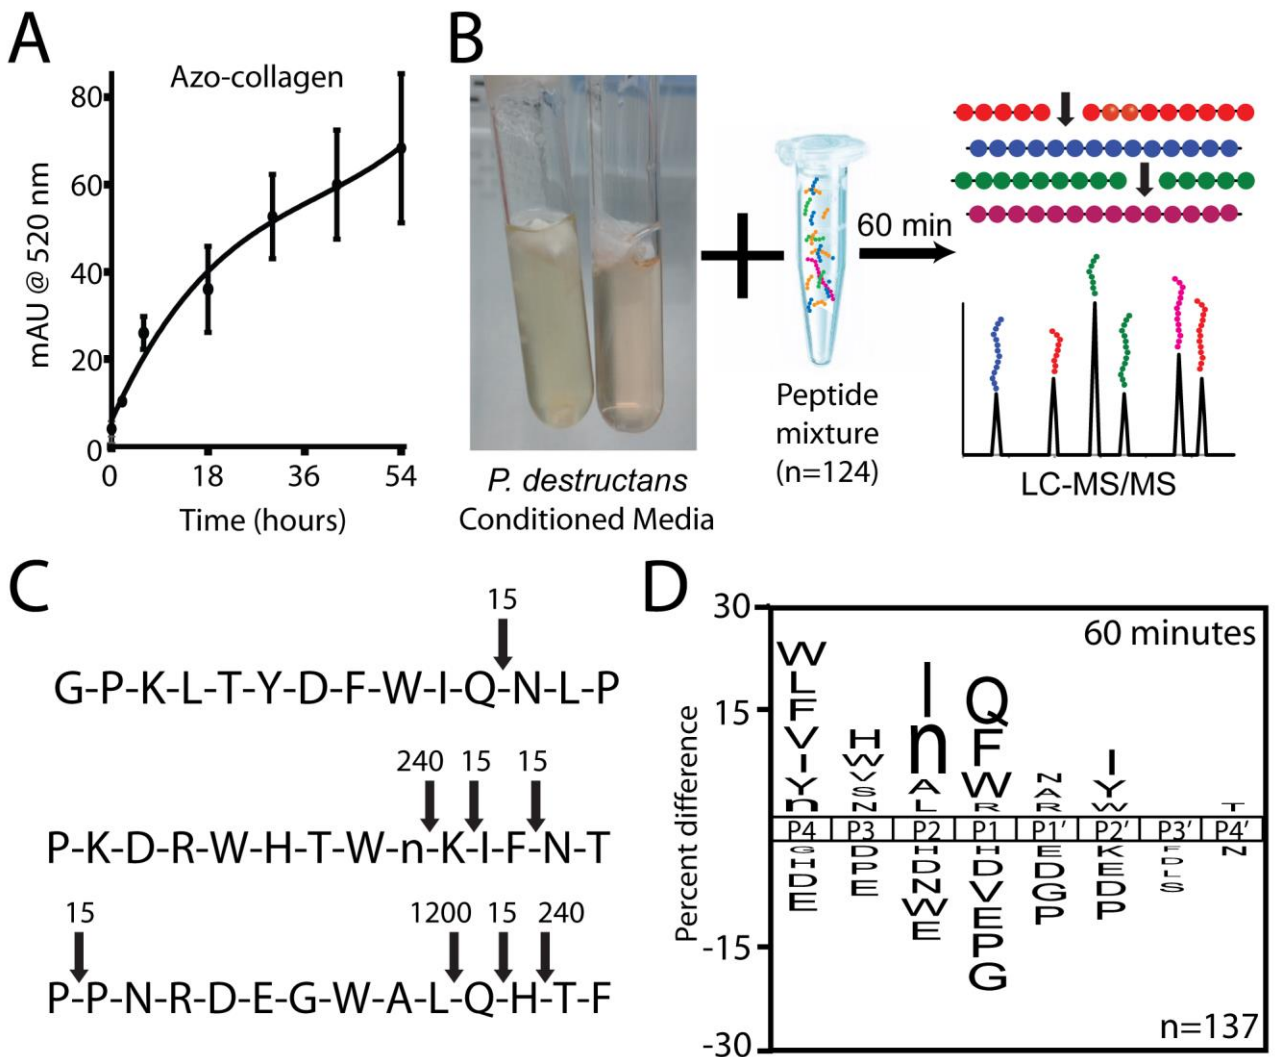 A
Azo-collagen
80
60
40
20
0
mAU @ 520 nm
0 18 36 54
Time (hours)
B
P. destructans
Conditioned Media
Peptide
mixture
(n=124)
60 min
LC-MS/MS
C
15
G-P-K-L-T-Y-D-F-W-I-Q-N-L-P
240 15 15
P-K-D-R-W-H-T-W-n-K-I-F-N-T
15 1200 15 240
P-P-N-R-D-E-G-W-A-L-Q-H-T-F
D
30
15
-15
-30
Percent difference
60 minutes
W H I Q N I T
L W n F A Y
F V A W R W
V S L R
I N
Y
n
P4 P3 P2 P1 P1' P2' P3' P4'
G D H H E K F N
H P D D D E D
D E N V G D L
E W E P P S
E P
G
n=137